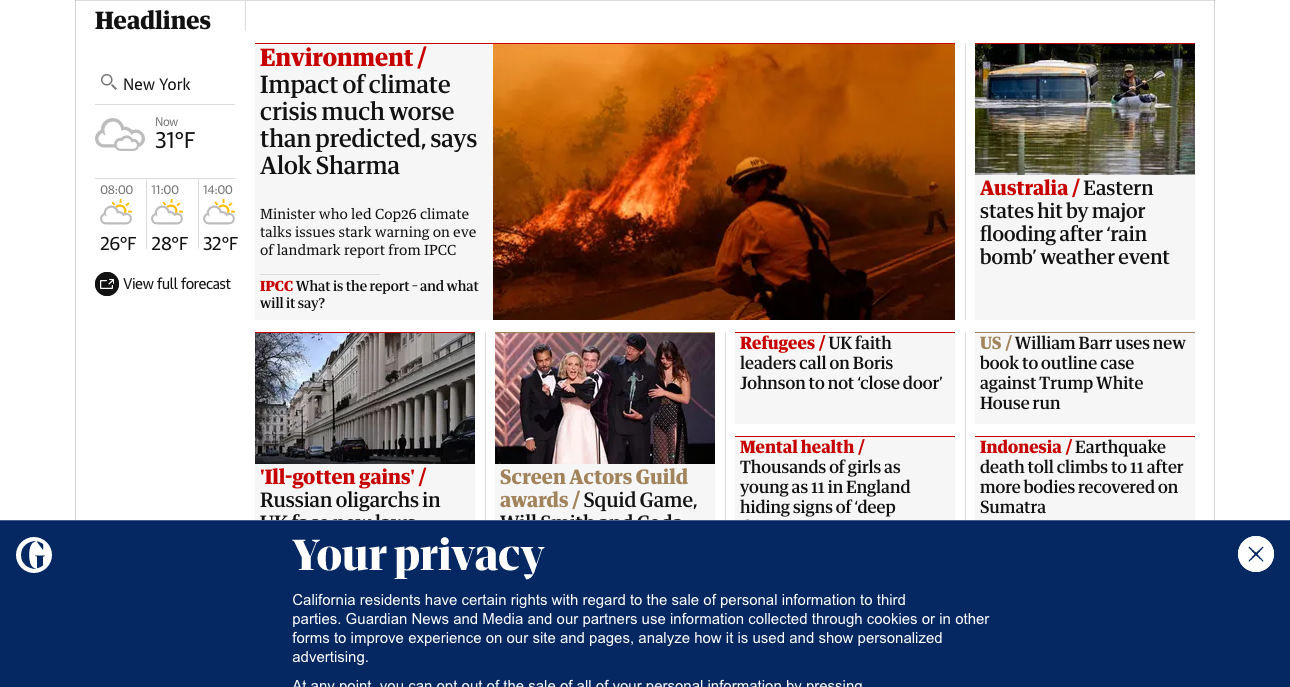 Headlines
New York
Now
31°F
08:00
11:00
14:00
26°F
28°F
32°F
View full forecast
Environment /
Impact of climate
crisis much worse
than predicted, says
Alok Sharma
Minister who led Cop26 climate
talks issues stark warning on eve
of landmark report from IPCC
IPCC What is the report – and what
will it say?
Australia / Eastern
states hit by major
flooding after ‘rain
bomb’ weather event
'Ill-gotten gains' /
Russian oligarchs in
UK face new laws
Screen Actors Guild
awards / Squid Game,
Will Smith and Coda
Refugees / UK faith
leaders call on Boris
Johnson to not ‘close door’
US / William Barr uses new
book to outline case
against Trump White
House run
Mental health /
Thousands of girls as
young as 11 in England
hiding signs of ‘deep
Indonesia / Earthquake
death toll climbs to 11 after
more bodies recovered on
Sumatra
G
Your privacy
California residents have certain rights with regard to the sale of personal information to third
parties. Guardian News and Media and our partners use information collected through cookies or in other
forms to improve experience on our site and pages, analyze how it is used and show personalized
advertising.
At any point, you can opt out of the sale of all of your personal information by pressing